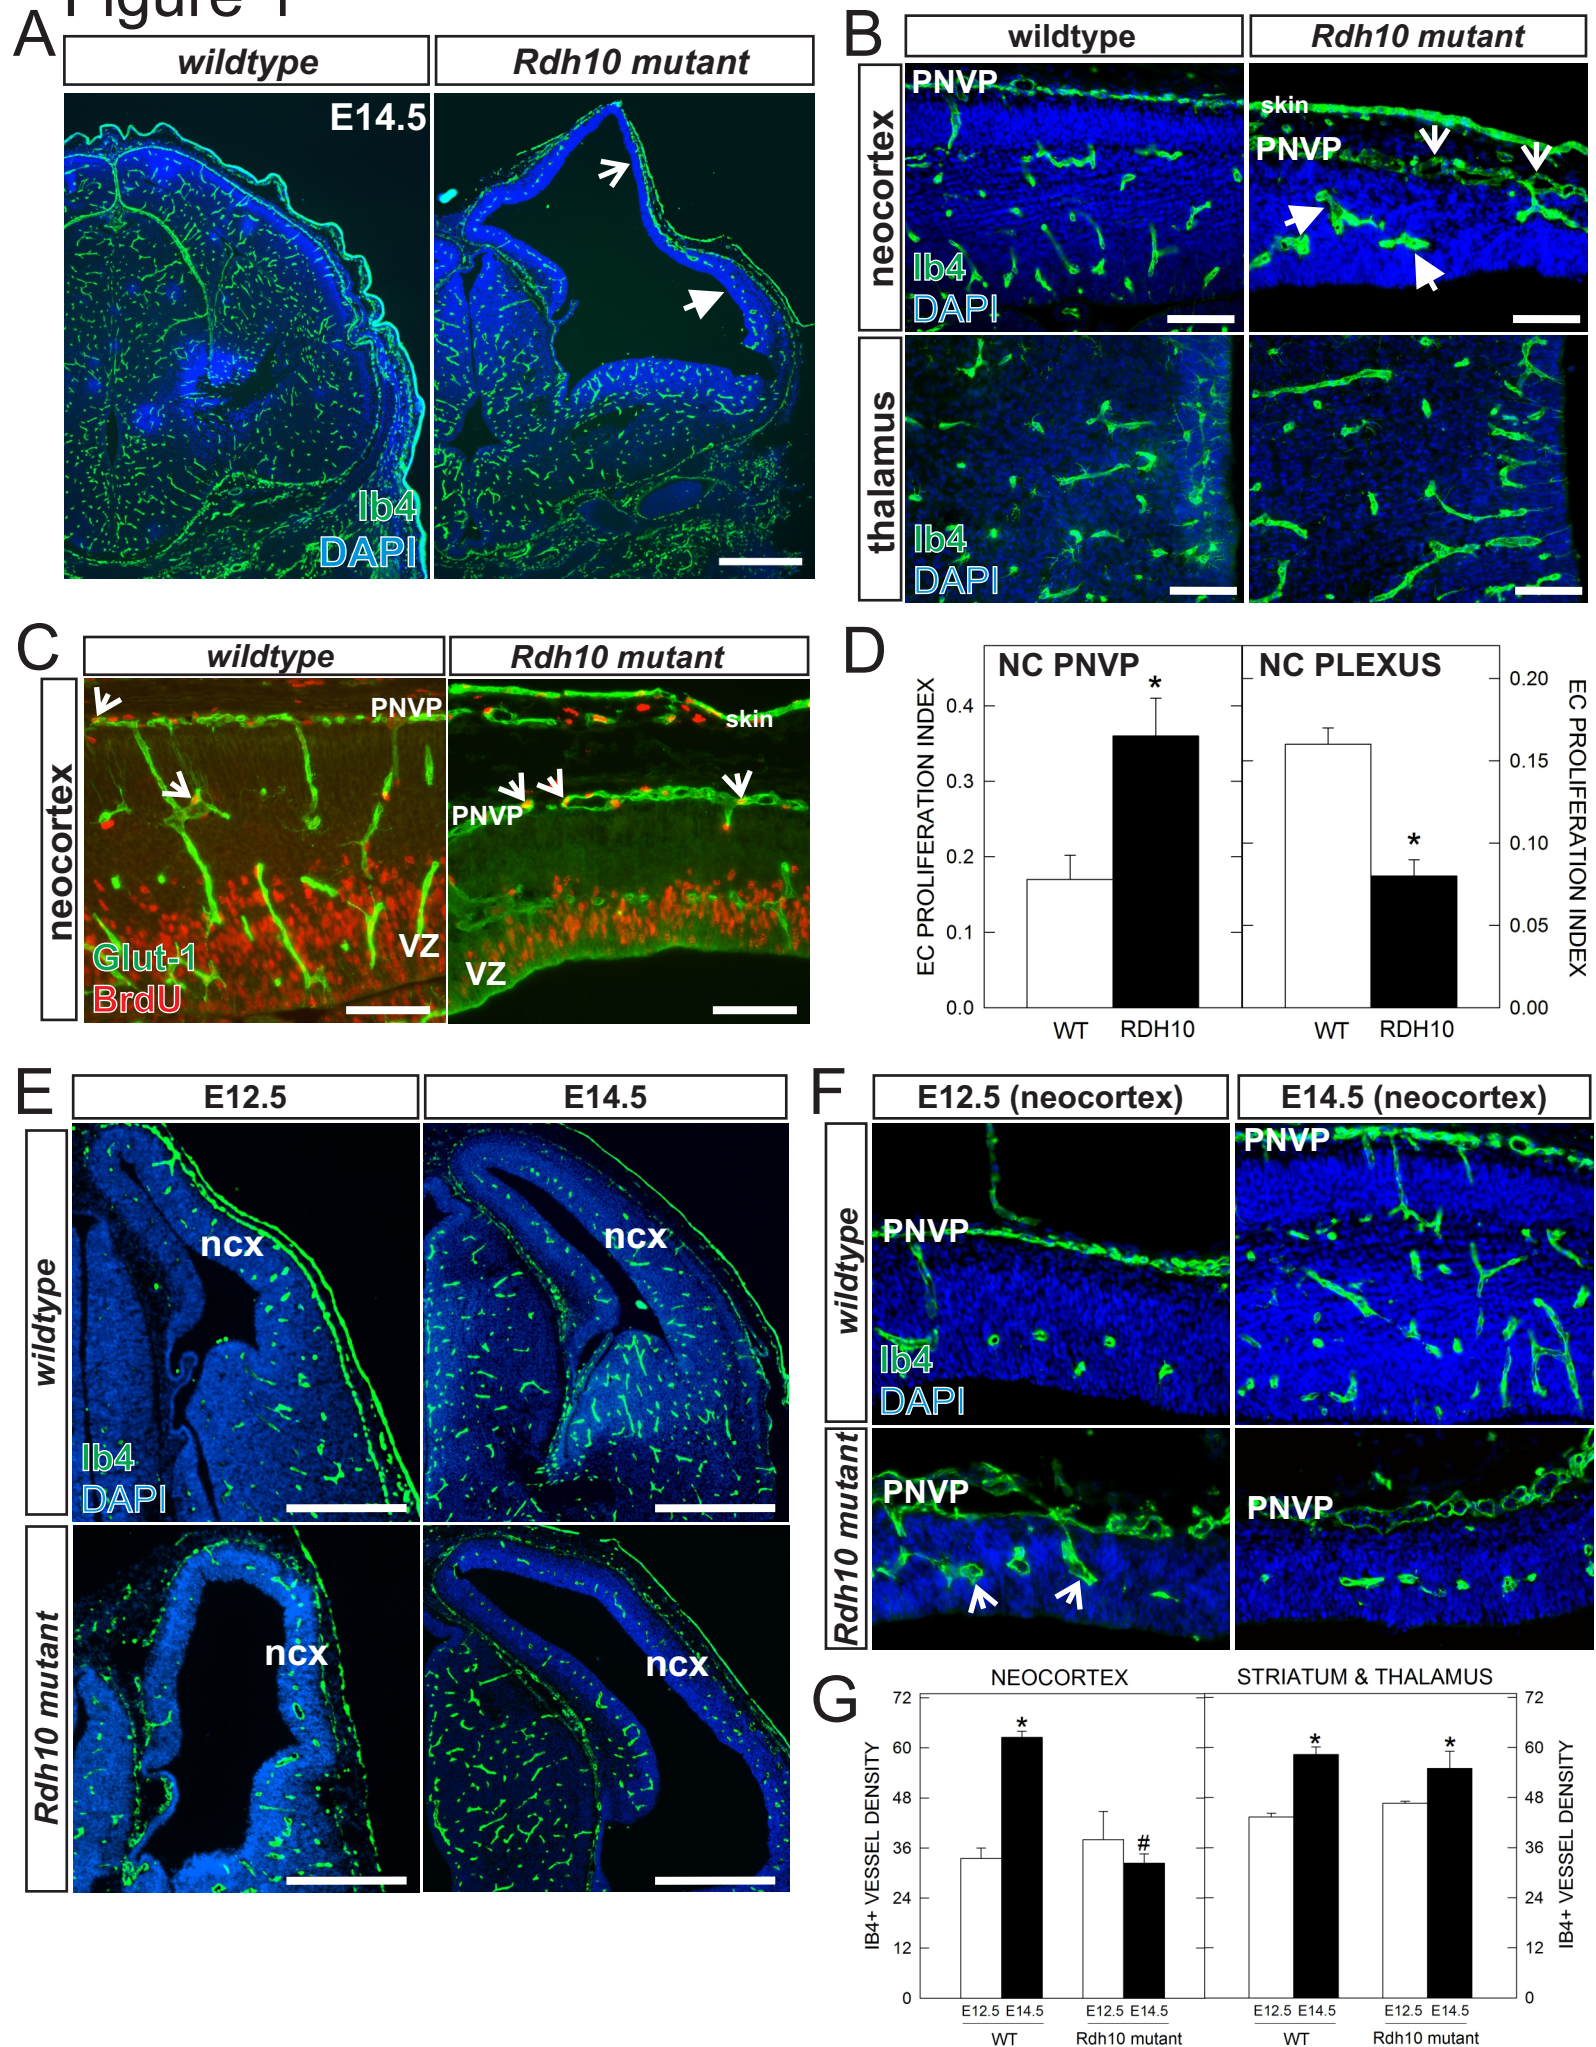 Figure 1
A
wildtype
Rdh10 mutant
E14.5
Ib4
DAPI
B
wildtype
Rdh10 mutant
neocortex
PNVP
Ib4
DAPI
skin
PNVP
thalamus
Ib4
DAPI
C
wildtype
Rdh10 mutant
neocortex
PNVP
VZ
Glut-1
BrdU
skin
PNVP
VZ
D
NC PNVP
NC PLEXUS
EC PROLIFERATION INDEX
0.4
0.3
0.2
0.1
0.0
*
*
0.20
0.15
0.10
0.05
0.00
EC PROLIFERATION INDEX
WT
RDH10
WT
RDH10
E
E12.5
E14.5
wildtype
ncx
Ib4
DAPI
ncx
Rdh10 mutant
ncx
ncx
F
E12.5 (neocortex)
E14.5 (neocortex)
wildtype
PNVP
Ib4
DAPI
PNVP
Rdh10 mutant
PNVP
PNVP
G
NEOCORTEX
STRIATUM & THALAMUS
IB4+ VESSEL DENSITY
72
60
48
36
24
12
0
*
#
*
*
72
60
48
36
24
12
0
IB4+ VESSEL DENSITY
E12.5 E14.5
E12.5 E14.5
E12.5 E14.5
E12.5 E14.5
WT
Rdh10 mutant
WT
Rdh10 mutant